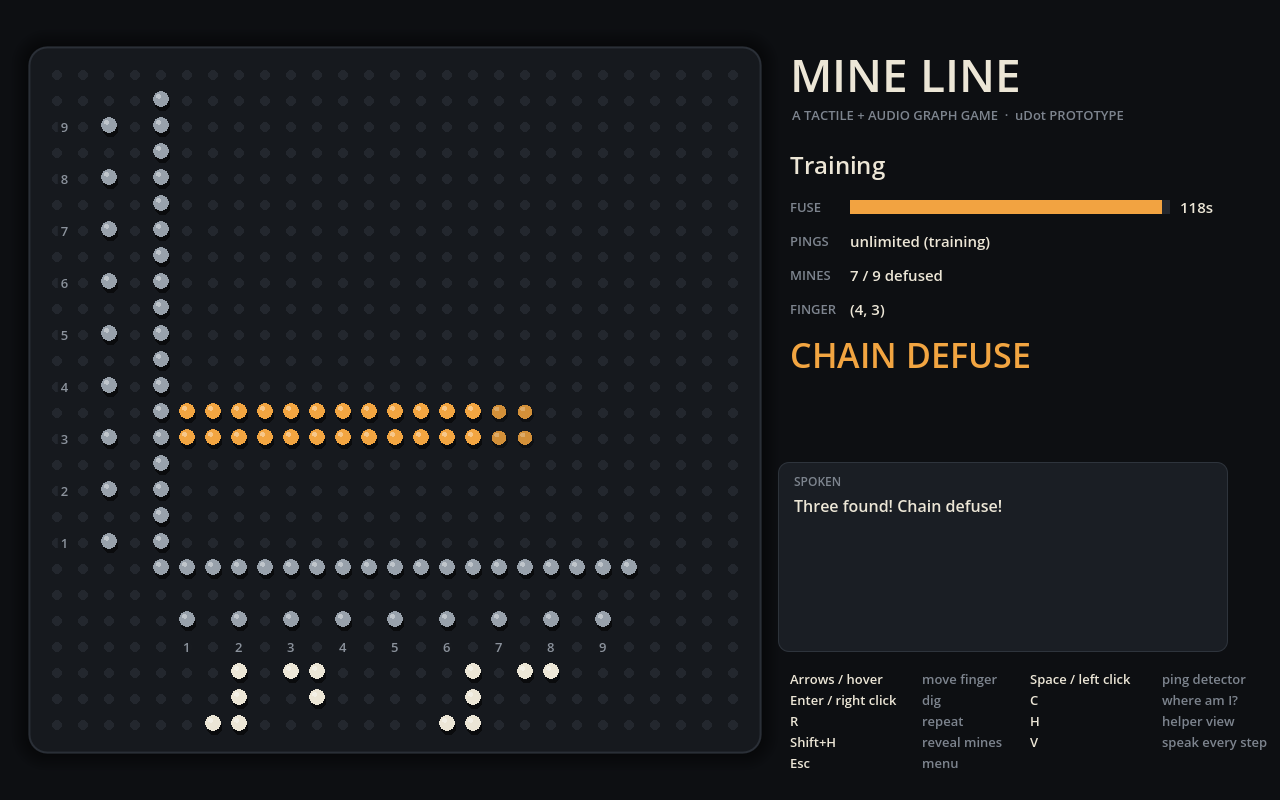 MINE LINE
A TACTILE + AUDIO GRAPH GAME · uDot PROTOTYPE
Training
FUSE 118s
PINGS unlimited (training)
MINES 7 / 9 defused
FINGER (4, 3)
CHAIN DEFUSE
SPOKEN
Three found! Chain defuse!
Arrows / hover move finger Space / left click ping detector
Enter / right click dig C where am I?
R repeat H helper view
Shift+H reveal mines V speak every step
Esc menu
9
8
7
6
5
4
3
2
1
1 2 3 4 5 6 7 8 9